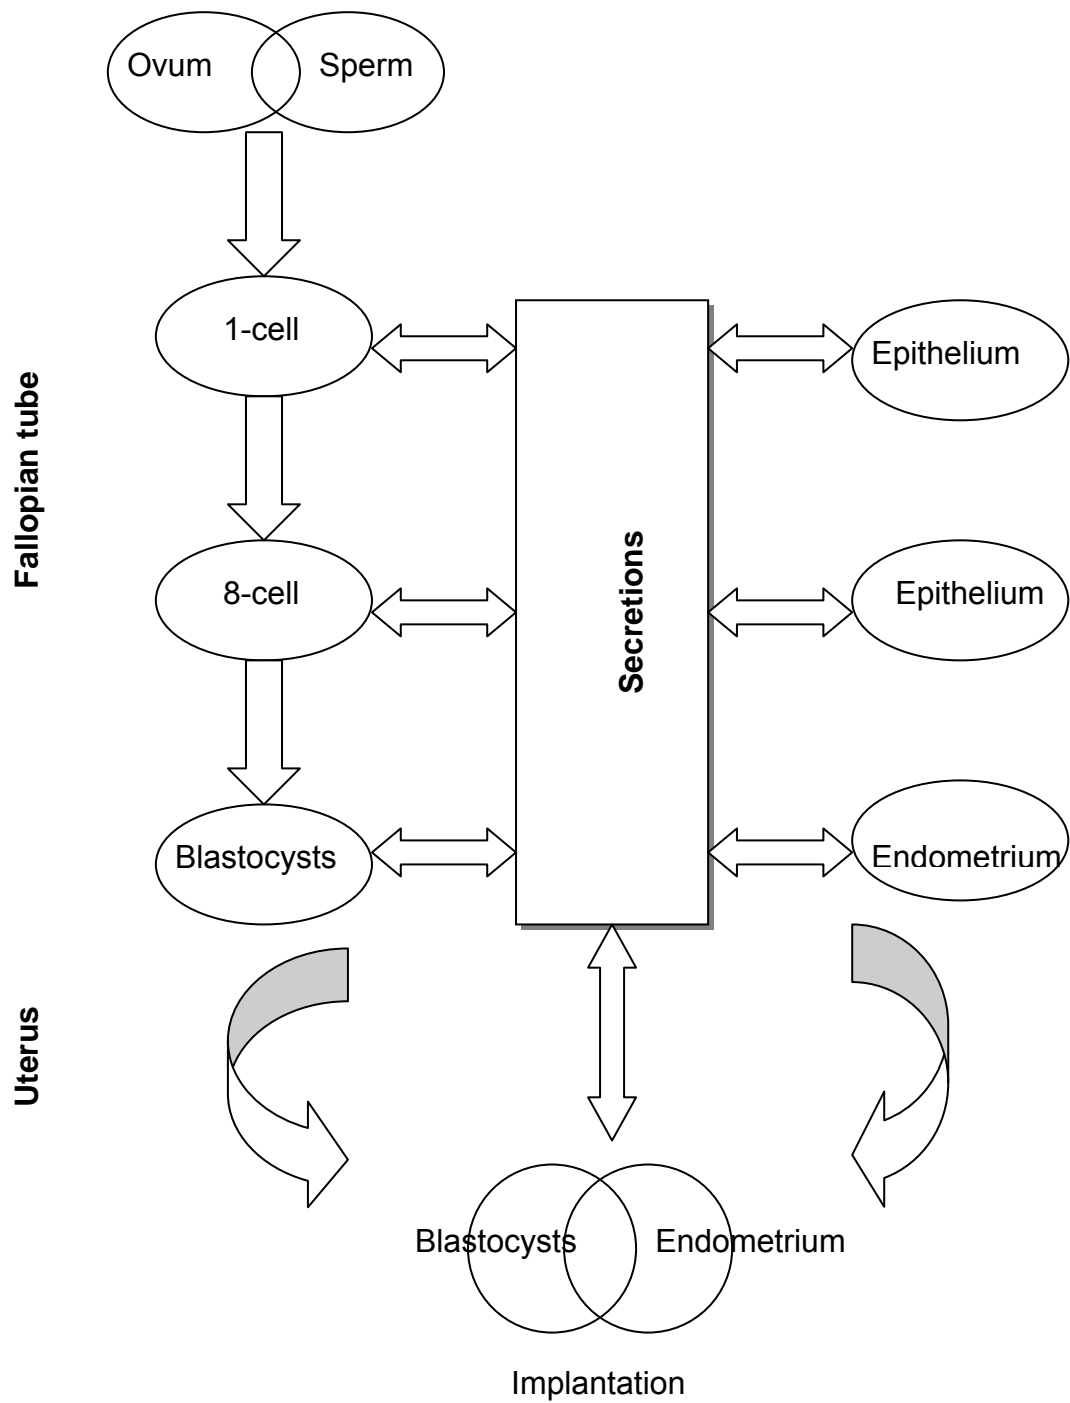 Ovum
Sperm
1-cell
Epithelium
Fallopian tube
8-cell
Secretions
Epithelium
Blastocysts
Endometrium
Uterus
Blastocysts
Endometrium
Implantation